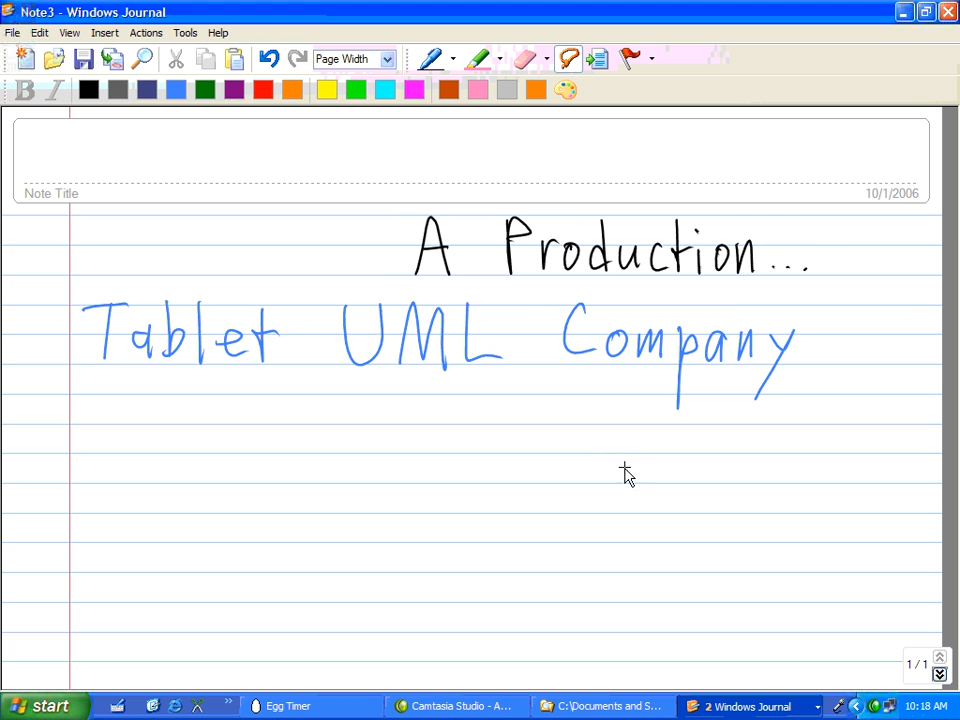 Note3 - Windows Journal
File Edit View Insert Actions Tools Help
Page Width
B I
Note Title 10/1/2006
A Production...
Tablet UML Company
1 / 1
start Egg Timer Camtasia Studio - A... C:\Documents and S... 2 Windows Journal 10:18 AM